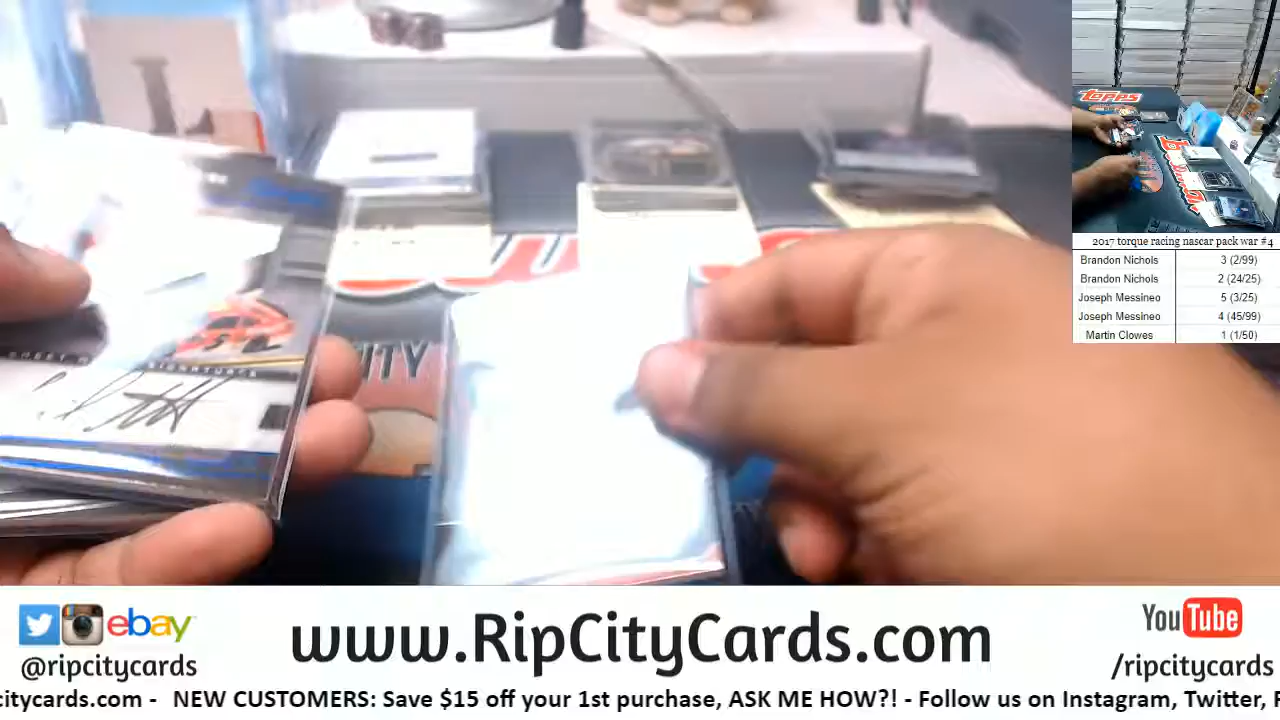 TOPPS
2017 torque racing nascar pack war #4
Brandon Nichols 3 (2/99)
Brandon Nichols 2 (24/25)
Joseph Messineo 5 (3/25)
Joseph Messineo 4 (45/99)
Martin Clowes 1 (1/50)
SIGNATURES
ITY
ebay
@ripcitycards
www.RipCityCards.com
YouTube
/ripcitycards
citycards.com - NEW CUSTOMERS: Save $15 off your 1st purchase, ASK ME HOW?! - Follow us on Instagram, Twitter, F